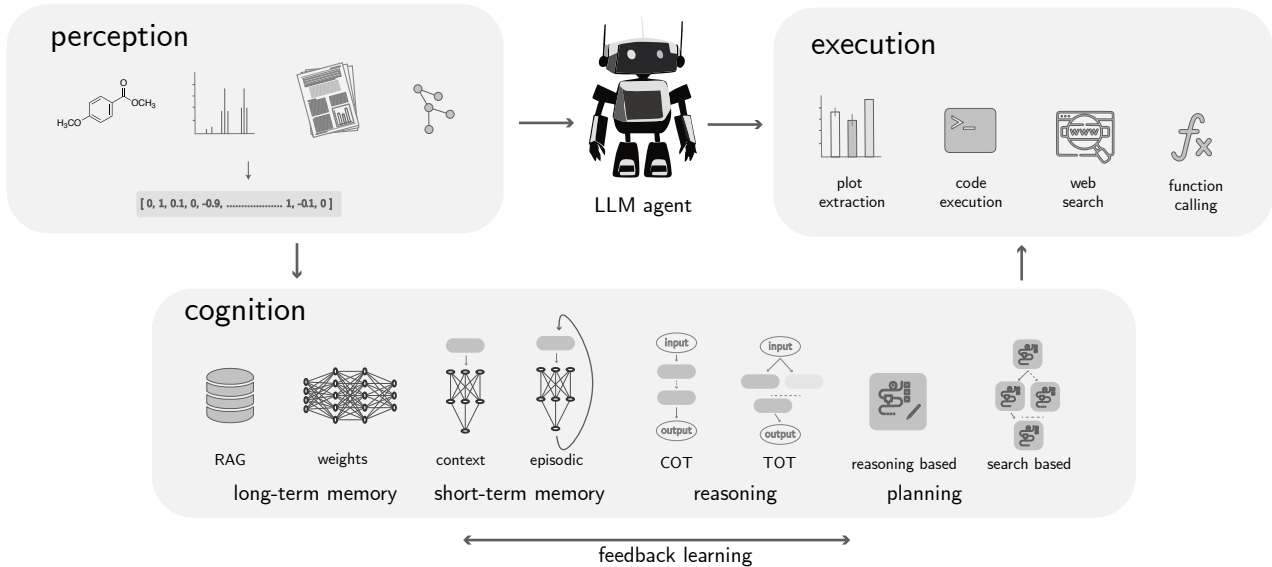 perception
O
OCH₃
H₃CO
[ 0, 1, 0.1, 0, -0.9, ................... 1, -0.1, 0 ]
LLM agent
execution
>_
WWW
fx
plot
extraction
code
execution
web
search
function
calling
cognition
input
output
input
output
RAG
weights
context
episodic
COT
TOT
reasoning based
search based
long-term memory
short-term memory
reasoning
planning
feedback learning